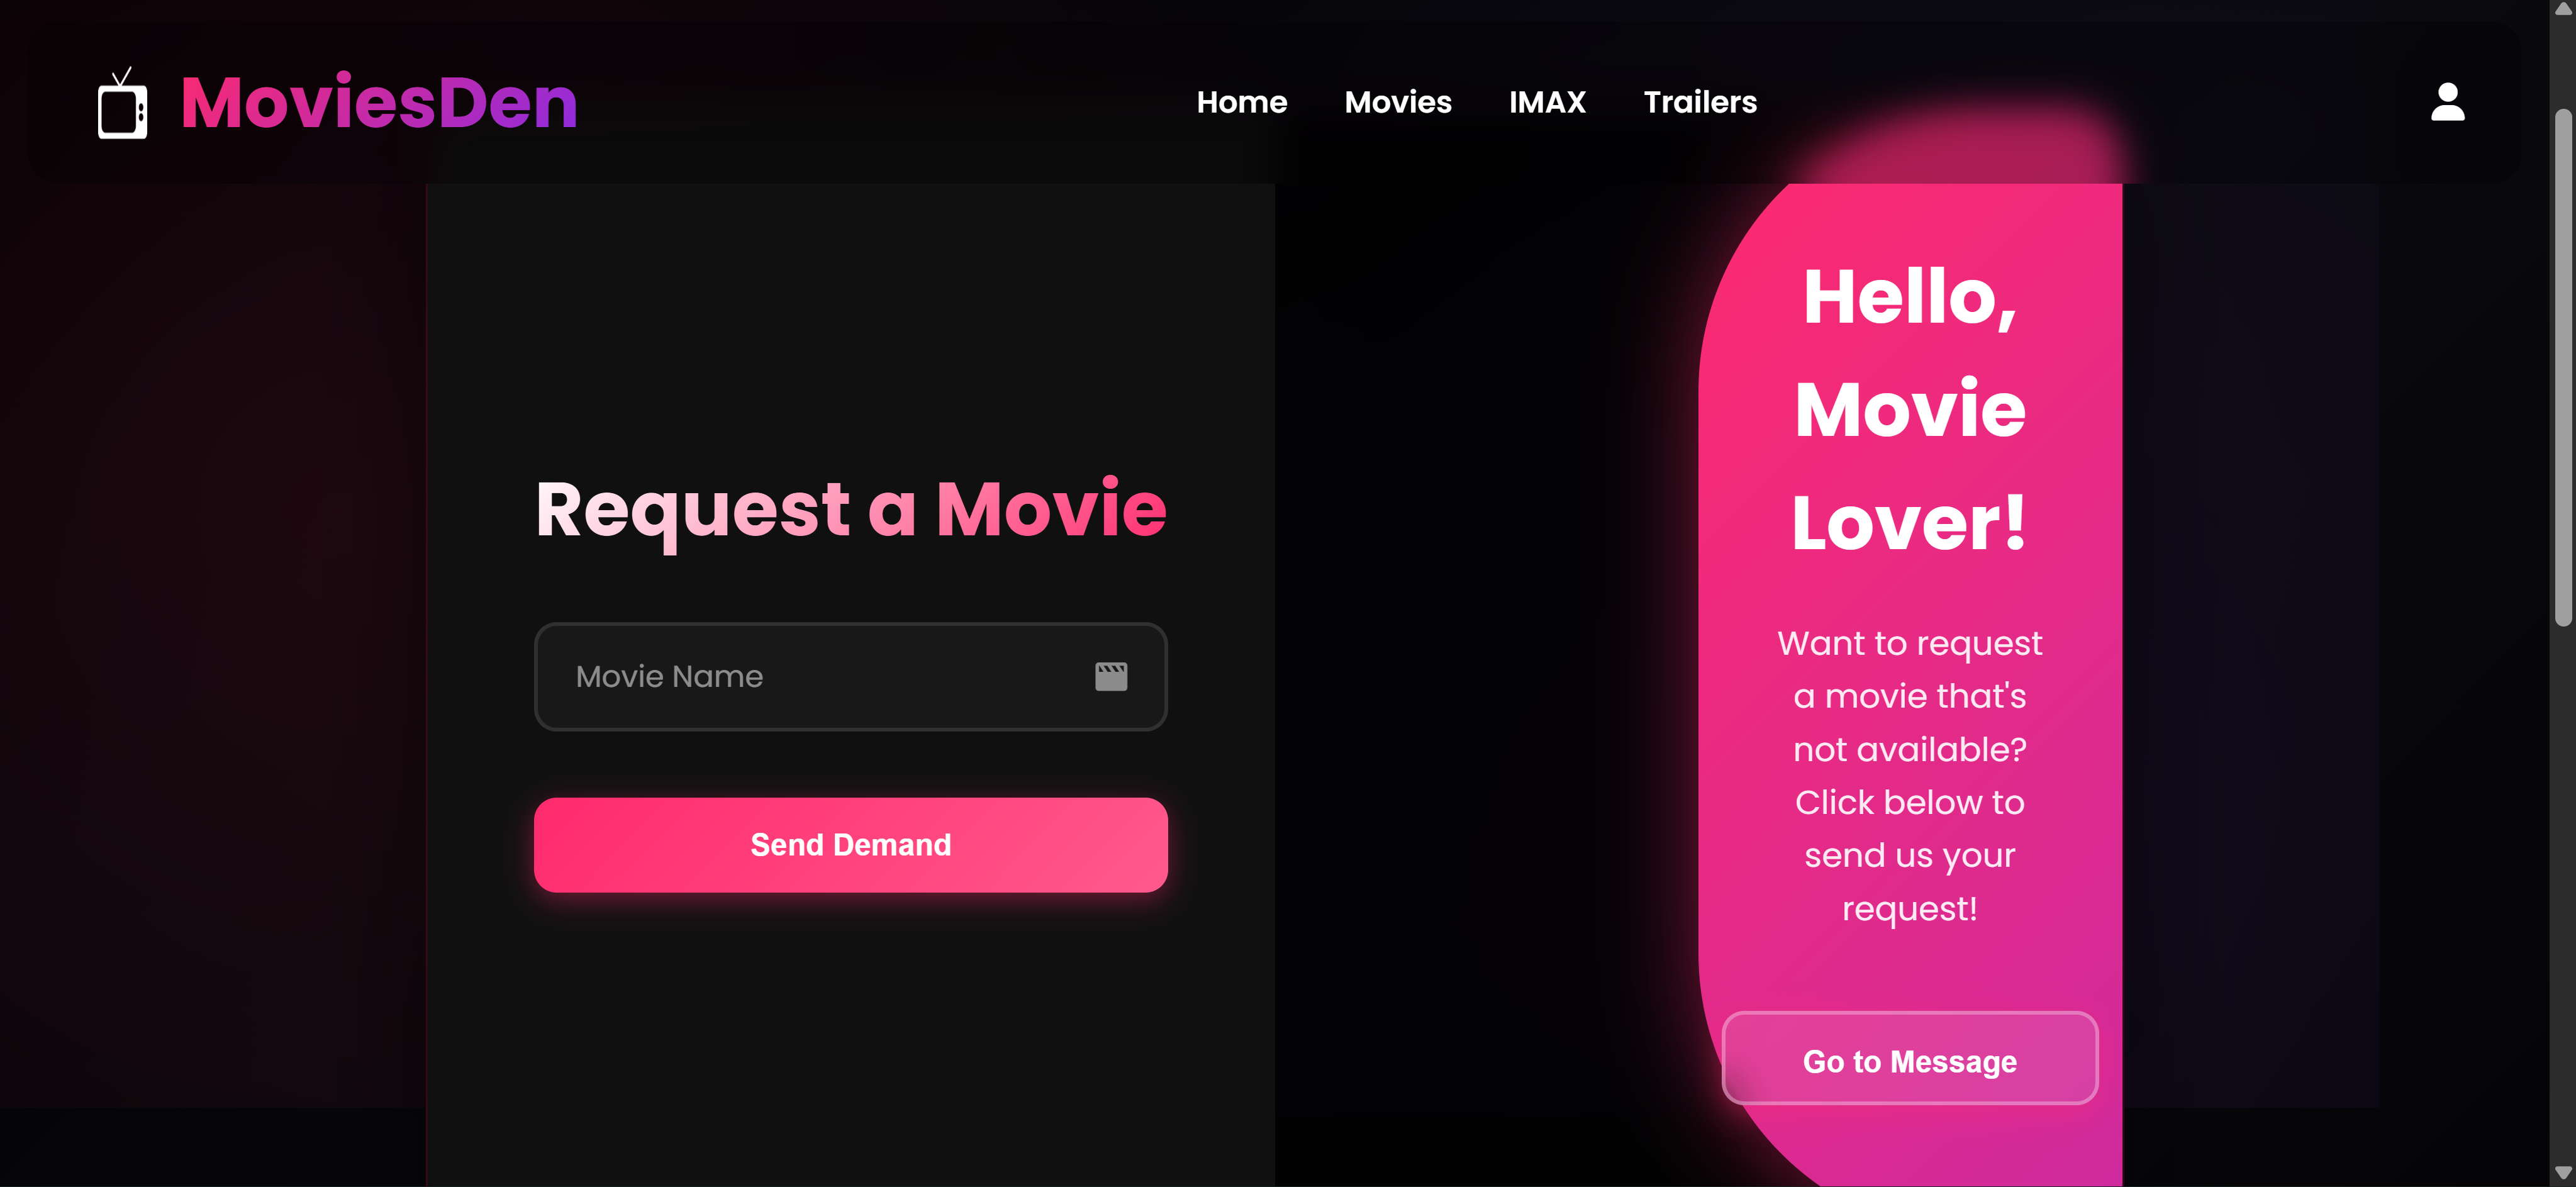 MoviesDen
Home
Movies
IMAX
Trailers
Request a Movie
Movie Name
Send Demand
Hello,
Movie
Lover!
Want to request
a movie that's
not available?
Click below to
send us your
request!
Go to Message